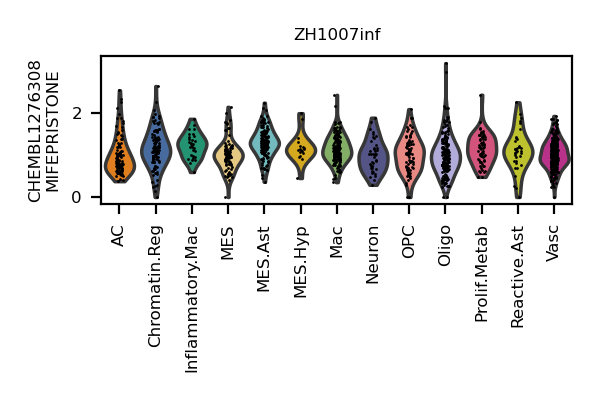 ZH1007inf
CHEMBL1276308
MIFEPRISTONE
2
0
AC
Chromatin.Reg
Inflammatory.Mac
MES
MES.Ast
MES.Hyp
Mac
Neuron
OPC
Oligo
Prolif.Metab
Reactive.Ast
Vasc